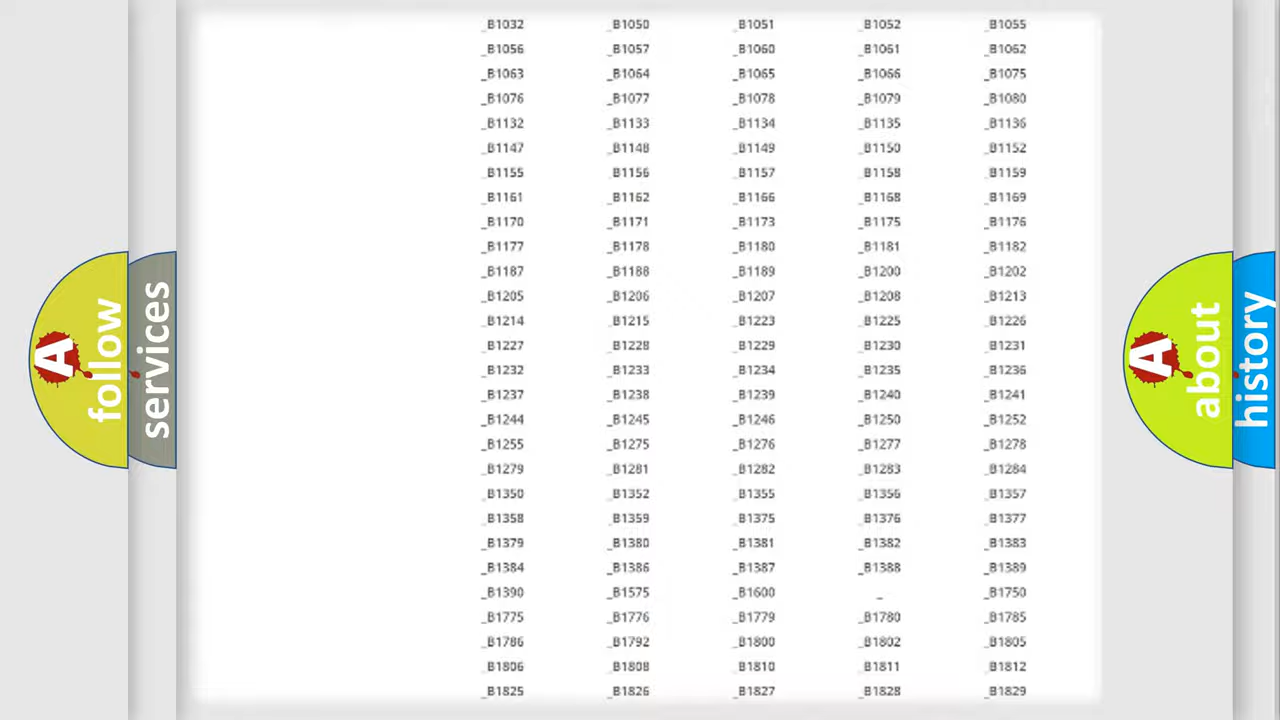 _B1032 _B1050 _B1051 _B1052 _B1055
_B1056 _B1057 _B1060 _B1061 _B1062
_B1063 _B1064 _B1065 _B1066 _B1075
_B1076 _B1077 _B1078 _B1079 _B1080
_B1132 _B1133 _B1134 _B1135 _B1136
_B1147 _B1148 _B1149 _B1150 _B1152
_B1155 _B1156 _B1157 _B1158 _B1159
_B1161 _B1162 _B1166 _B1168 _B1169
_B1170 _B1171 _B1173 _B1175 _B1176
_B1177 _B1178 _B1180 _B1181 _B1182
_B1187 _B1188 _B1189 _B1200 _B1202
_B1205 _B1206 _B1207 _B1208 _B1213
_B1214 _B1215 _B1223 _B1225 _B1226
_B1227 _B1228 _B1229 _B1230 _B1231
_B1232 _B1233 _B1234 _B1235 _B1236
_B1237 _B1238 _B1239 _B1240 _B1241
_B1244 _B1245 _B1246 _B1250 _B1252
_B1255 _B1275 _B1276 _B1277 _B1278
_B1279 _B1281 _B1282 _B1283 _B1284
_B1350 _B1352 _B1355 _B1356 _B1357
_B1358 _B1359 _B1375 _B1376 _B1377
_B1379 _B1380 _B1381 _B1382 _B1383
_B1384 _B1386 _B1387 _B1388 _B1389
_B1390 _B1575 _B1600 _ _B1750
_B1775 _B1776 _B1779 _B1780 _B1785
_B1786 _B1792 _B1800 _B1802 _B1805
_B1806 _B1808 _B1810 _B1811 _B1812
_B1825 _B1826 _B1827 _B1828 _B1829
A follow
services
A about
history